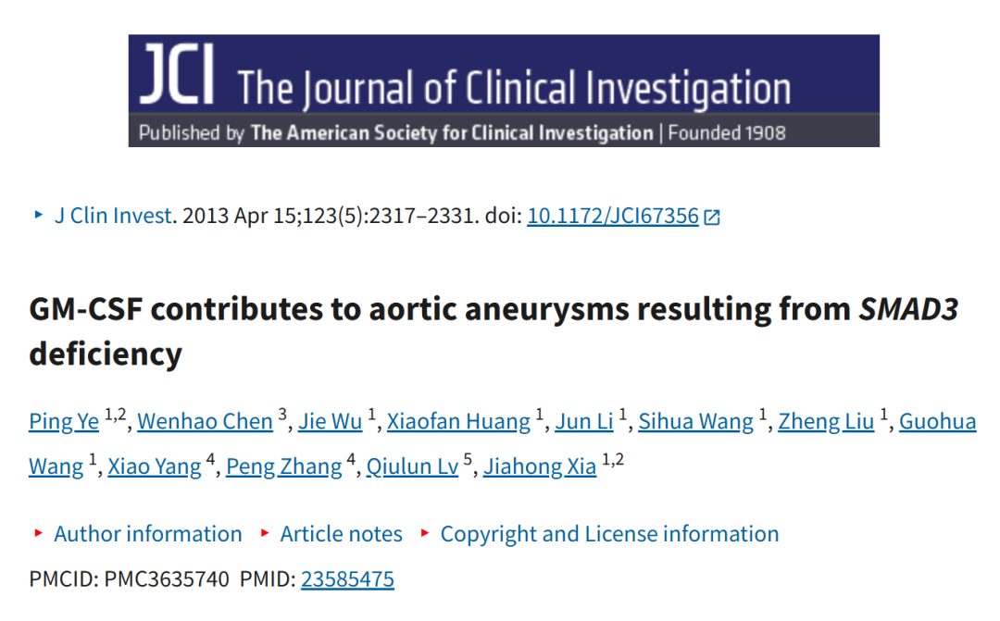 JCI The Journal of Clinical Investigation
Published by The American Society for Clinical Investigation | Founded 1908
J Clin Invest. 2013 Apr 15;123(5):2317–2331. doi: 10.1172/JCI67356
GM-CSF contributes to aortic aneurysms resulting from SMAD3
deficiency
Ping Ye 1,2, Wenhao Chen 3, Jie Wu 1, Xiaofan Huang 1, Jun Li 1, Sihua Wang 1, Zheng Liu 1, Guohua
Wang 1, Xiao Yang 4, Peng Zhang 4, Qiulun Lv 5, Jiahong Xia 1,2
Author information Article notes Copyright and License information
PMCID: PMC3635740 PMID: 23585475